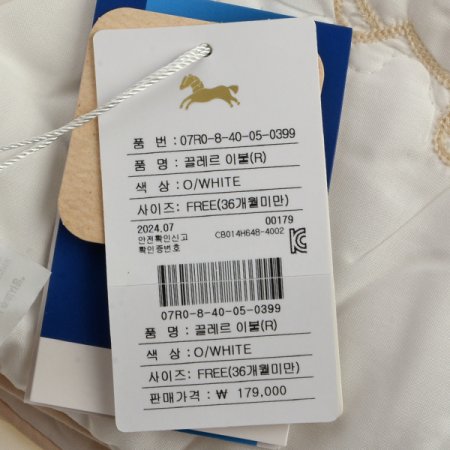 품 번 : 07R0-8-40-05-0399
품 명 : 끌레르 이불(R)
색 상 : O/WHITE
사이즈: FREE(36개월미만)
2024.07 00179
안전확인신고
확인증번호 CB014H648-4002
07R0-8-40-05-0399
품 명 : 끌레르 이불(R)
색 상 : O/WHITE
사이즈: FREE(36개월미만)
판매가격 : ₩ 179,000